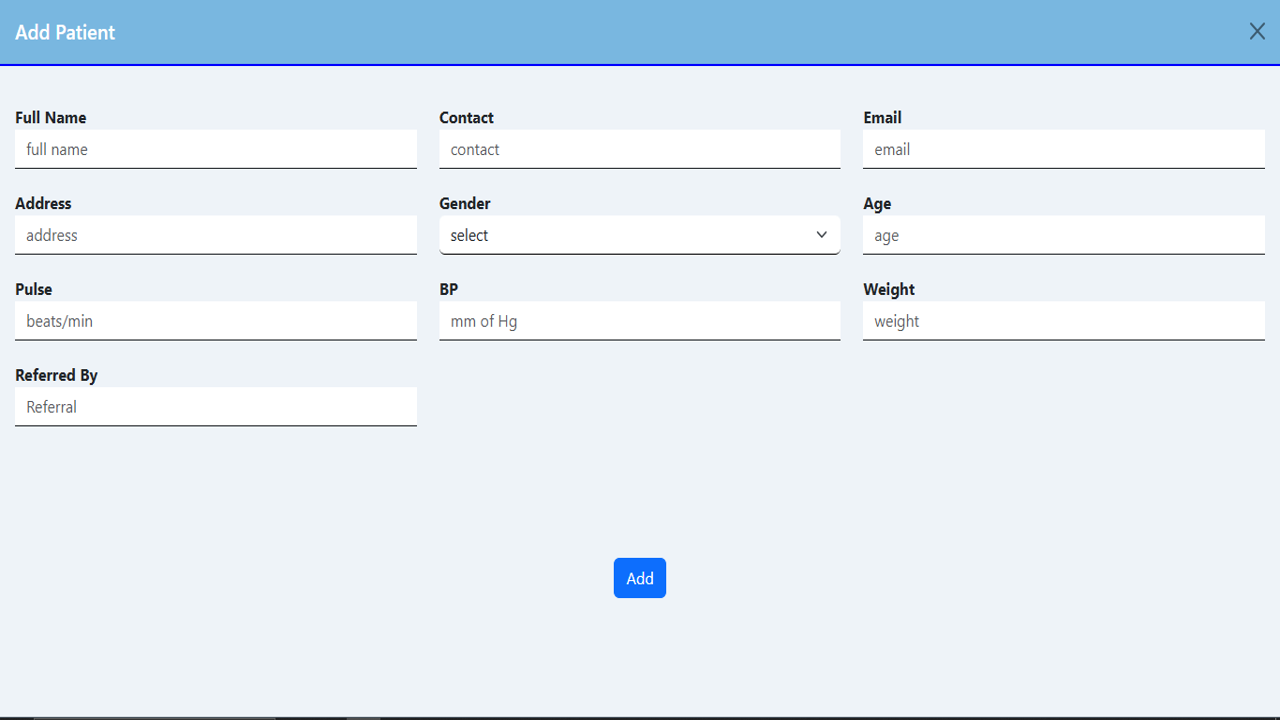 Add Patient
Full Name Contact Email
full name contact email
Address Gender Age
address select age
Pulse BP Weight
beats/min mm of Hg weight
Referred By
Referral
Add